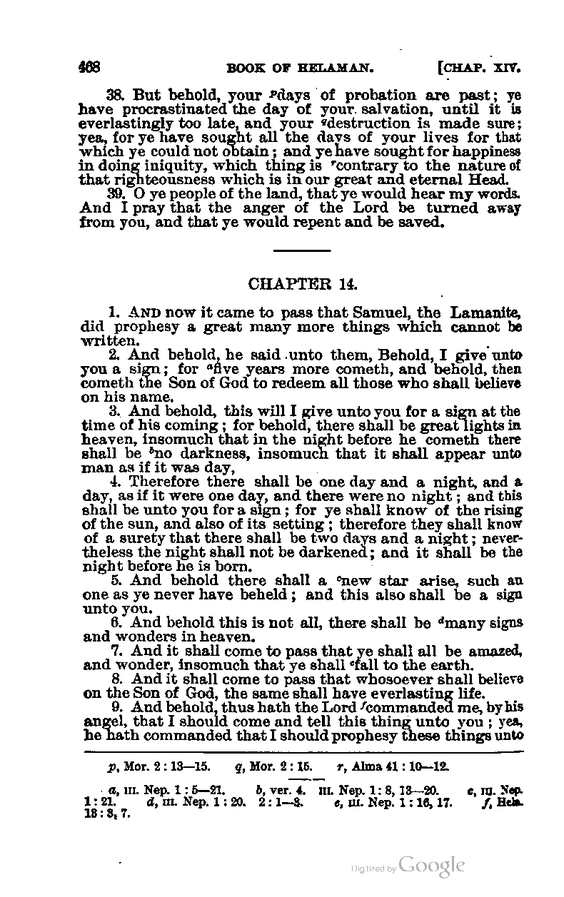 468 BOOK OF HELAMAN. [CHAP. XIV.
38. But behold, your pdays of probation are past; ye
have procrastinated the day of your salvation, until it is
everlastingly too late, and your qdestruction is made sure;
yea, for ye have sought all the days of your lives for that
which ye could not obtain; and ye have sought for happiness
in doing iniquity, which thing is rcontrary to the nature of
that righteousness which is in our great and eternal Head.
39. O ye people of the land, that ye would hear my words.
And I pray that the anger of the Lord be turned away
from you, and that ye would repent and be saved.
CHAPTER 14.
1. AND now it came to pass that Samuel, the Lamanite,
did prophesy a great many more things which cannot be
written.
2. And behold, he said unto them, Behold, I give unto
you a sign; for afive years more cometh, and behold, then
cometh the Son of God to redeem all those who shall believe
on his name.
3. And behold, this will I give unto you for a sign at the
time of his coming; for behold, there shall be great lights in
heaven, insomuch that in the night before he cometh there
shall be bno darkness, insomuch that it shall appear unto
man as if it was day,
4. Therefore there shall be one day and a night, and a
day, as if it were one day, and there were no night; and this
shall be unto you for a sign; for ye shall know of the rising
of the sun, and also of its setting; therefore they shall know
of a surety that there shall be two days and a night; never-
theless the night shall not be darkened; and it shall be the
night before he is born.
5. And behold there shall a cnew star arise, such an
one as ye never have beheld; and this also shall be a sign
unto you.
6. And behold this is not all, there shall be dmany signs
and wonders in heaven.
7. And it shall come to pass that ye shall all be amazed,
and wonder, insomuch that ye shall efall to the earth.
8. And it shall come to pass that whosoever shall believe
on the Son of God, the same shall have everlasting life.
9. And behold, thus hath the Lord fcommanded me, by his
angel, that I should come and tell this thing unto you; yea,
he hath commanded that I should prophesy these things unto
p, Mor. 2:13—15. q, Mor. 2:15. r, Alma 41:10—12.
a, III. Nep. 1:5—21. b, ver. 4. III. Nep. 1:8, 13—20. c, III. Nep.
1:21. d, III. Nep. 1:20. 2:1—3. e, III. Nep. 1:16, 17. f, Hela.
13:3, 7.
Digitized by Google